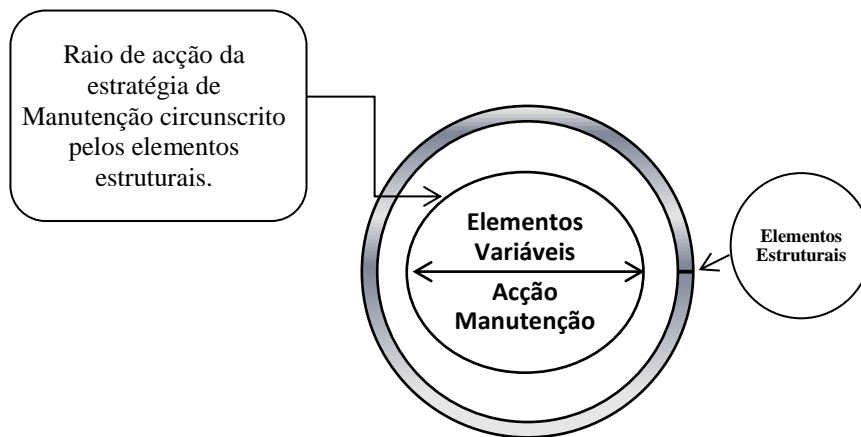 Raio de acção da
estratégia de
Manutenção circunscrito
pelos elementos
estruturais.
Elementos
Variáveis
Acção
Manutenção
Elementos
Estruturais